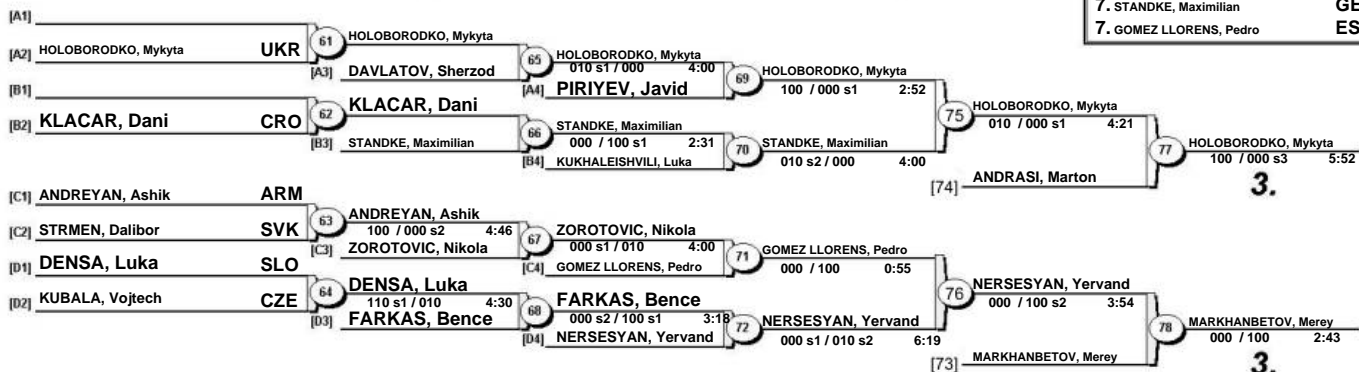 7. STANDKE, Maximilian GE
7. GOMEZ LLORENS, Pedro ES
[A1]
[A2] HOLOBORODKO, Mykyta UKR
61
HOLOBORODKO, Mykyta
[A3] DAVLATOV, Sherzod
65
HOLOBORODKO, Mykyta
010 s1 / 000 4:00
[A4] PIRIYEV, Javid
69
HOLOBORODKO, Mykyta
100 / 000 s1 2:52
[B1]
[B2] KLACAR, Dani CRO
62
KLACAR, Dani
[B3] STANDKE, Maximilian
66
STANDKE, Maximilian
000 / 100 s1 2:31
[B4] KUKHALEISHVILI, Luka
70
STANDKE, Maximilian
010 s2 / 000 4:00
75
HOLOBORODKO, Mykyta
010 / 000 s1 4:21
[74] ANDRASI, Marton
77
HOLOBORODKO, Mykyta
100 / 000 s3 5:52
3.
[C1] ANDREYAN, Ashik ARM
[C2] STRMEN, Dalibor SVK
63
ANDREYAN, Ashik
100 / 000 s2 4:46
[C3] ZOROTOVIC, Nikola
67
ZOROTOVIC, Nikola
000 s1 / 010 4:00
[C4] GOMEZ LLORENS, Pedro
71
GOMEZ LLORENS, Pedro
000 / 100 0:55
[D1] DENSA, Luka SLO
[D2] KUBALA, Vojtech CZE
64
DENSA, Luka
110 s1 / 010 4:30
[D3] FARKAS, Bence
68
FARKAS, Bence
000 s2 / 100 s1 3:18
[D4] NERSESYAN, Yervand
72
NERSESYAN, Yervand
000 s1 / 010 s2 6:19
76
NERSESYAN, Yervand
000 / 100 s2 3:54
[73] MARKHANBETOV, Merey
78
MARKHANBETOV, Merey
000 / 100 2:43
3.